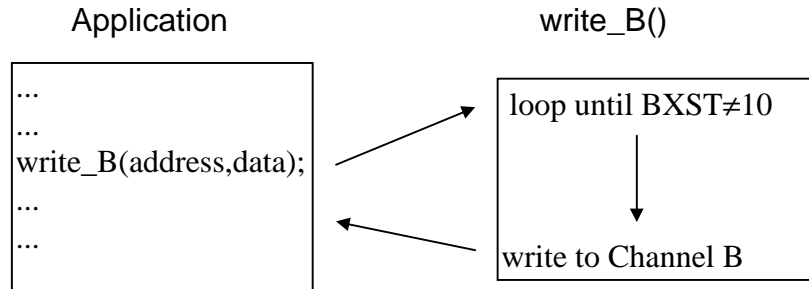 Application
write_B()
...
...
write_B(address,data);
...
...
loop until BXST≠10
write to Channel B